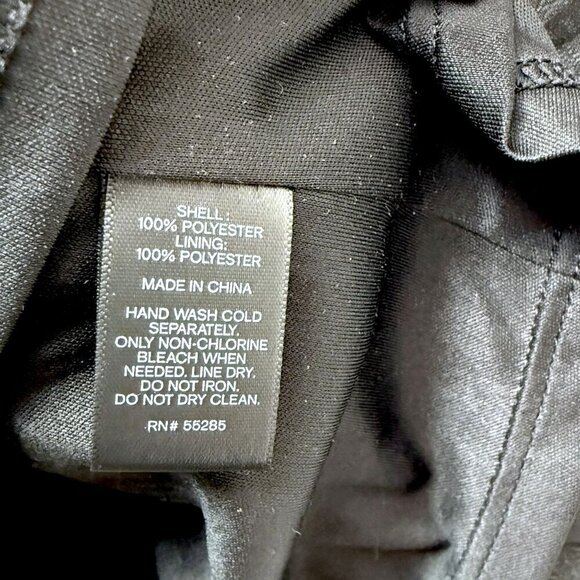 SHELL :
100% POLYESTER
LINING:
100% POLYESTER
MADE IN CHINA
HAND WASH COLD
SEPARATELY.
ONLY NON-CHLORINE
BLEACH WHEN
NEEDED. LINE DRY.
DO NOT IRON.
DO NOT DRY CLEAN.
RN# 55285